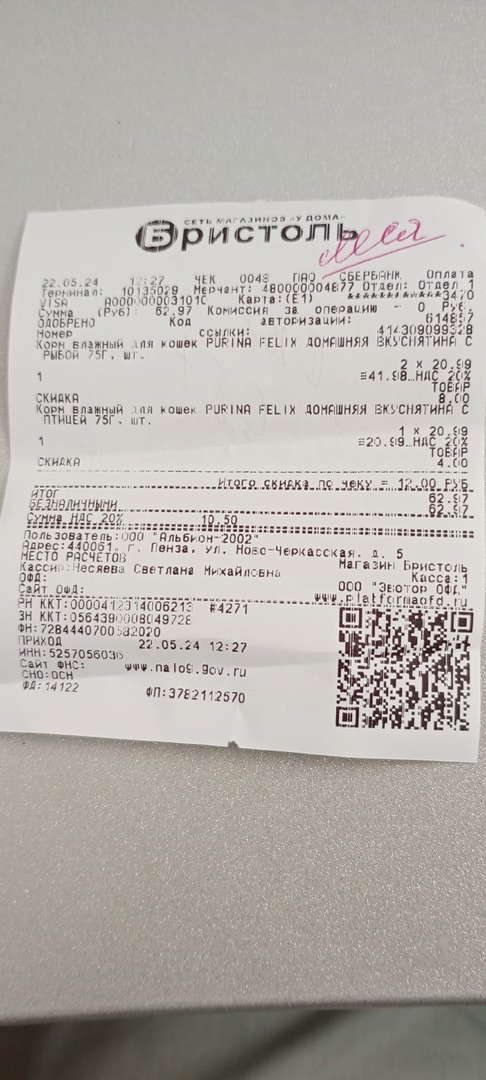 СЕТЬ МАГАЗИНОВ «У ДОМА»
Бристоль
22.05.24 12:27 ЧЕК 0048 ПАО СБЕРБАНК Оплата
Терминал: 10135029 Мерчант: 480000004877 Отдел: Отдел 1
VISA A0000000031010 Карта:(E1) ************3470
Сумма (Руб): 62.97 Комиссия за операцию - 0 Руб.
ОДОБРЕНО Код авторизации: 614857
Номер ссылки: 414309099328
Корм влажный для кошек PURINA FELIX ДОМАШНЯЯ ВКУСНЯТИНА С
РЫБОЙ 75Г. шт.
2 x 20.99
1 ≡41.98…НДС 20%
ТОВАР
СКИДКА 8.00
Корм влажный для кошек PURINA FELIX ДОМАШНЯЯ ВКУСНЯТИНА С
ПТИЦЕЙ 75Г. шт.
1 x 20.99
1 ≡20.99…НДС 20%
ТОВАР
СКИДКА 4.00
Итого скидка по чеку = 12.00 РУБ
ИТОГ 62.97
БЕЗНАЛИЧНЫМИ 62.97
Сумма НДС 20% 10.50
Пользователь:ООО "Альбион-2002"
Адрес:440061, г. Пенза, ул. Ново-Черкасская, д. 5
МЕСТО РАСЧЕТОВ Магазин Бристоль
Кассир:Несяева Светлана Михайловна Касса:1
ОФД: ООО "Эвотор ОФД"
Сайт ОФД: www.platformaofd.ru
РН ККТ:0000412314006213 #4271
ЗН ККТ:0564390008049728
ФН:7284440700582020
ПРИХОД 22.05.24 12:27
ИНН:5257056036
Сайт ФНС: www.nalog.gov.ru
СНО:ОСН
ФД:14122 ФП:3782112570